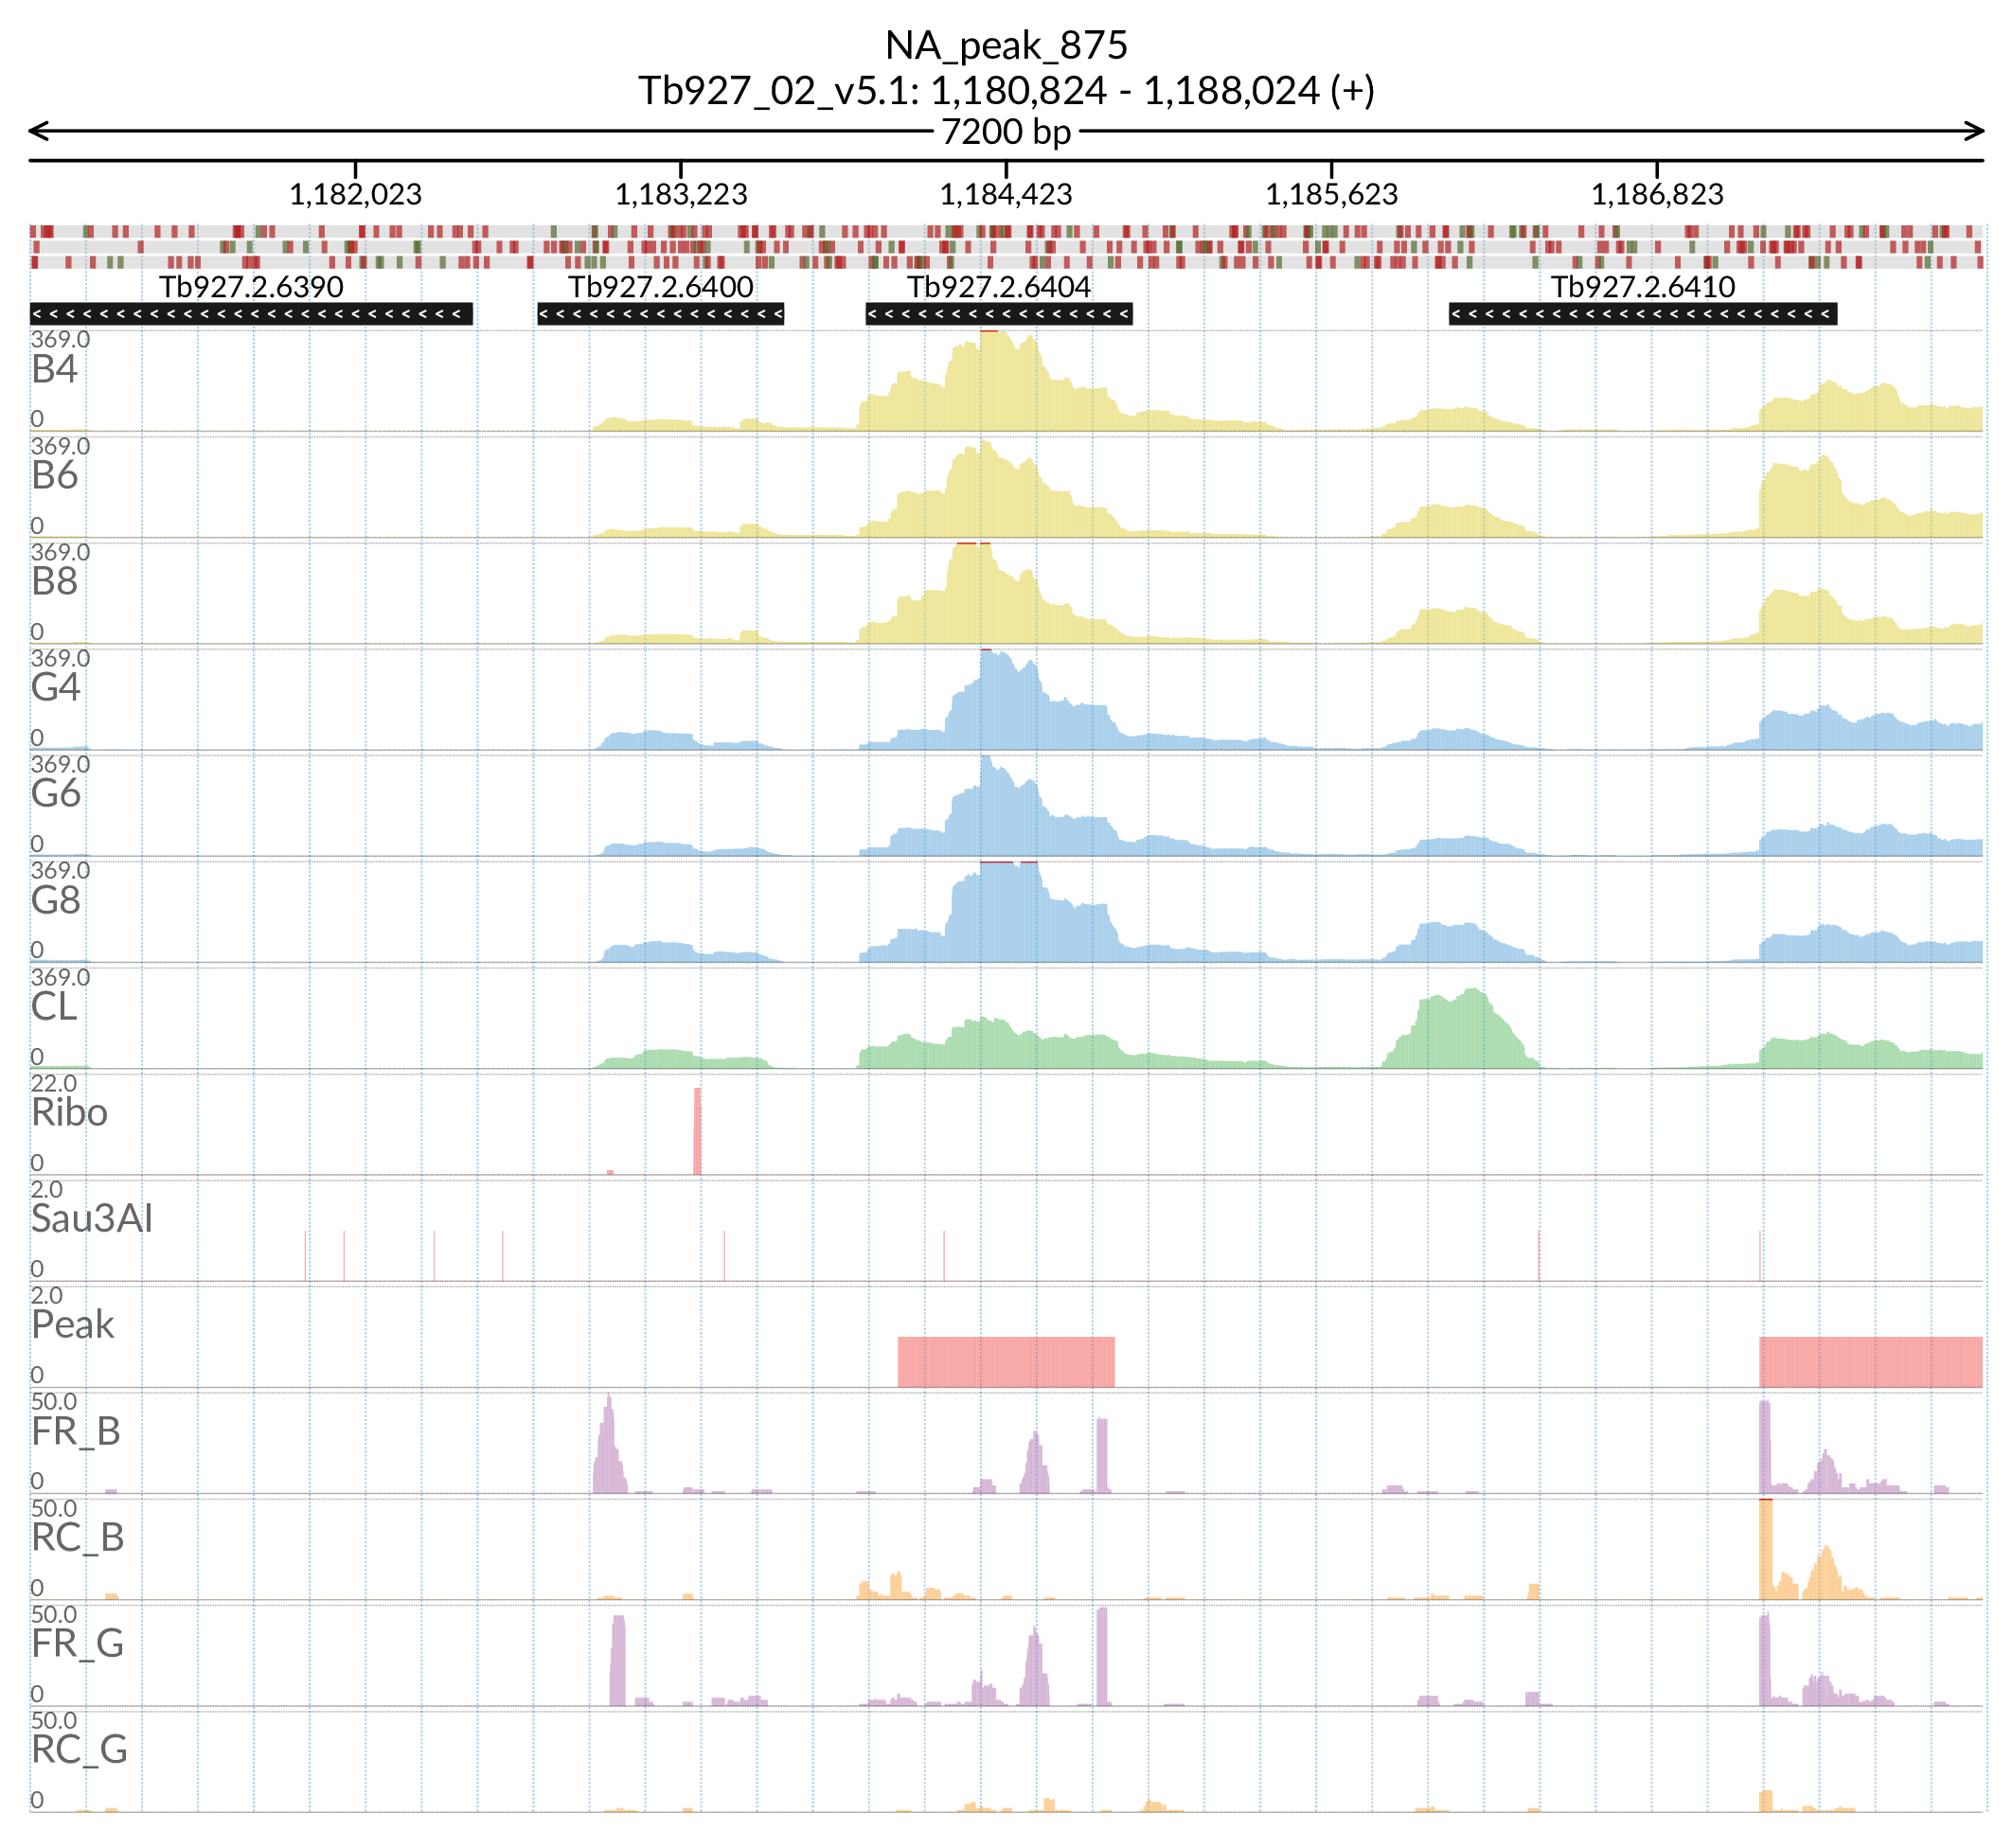 NA_peak_875
Tb927_02_v5.1: 1,180,824 - 1,188,024 (+)
7200 bp
1,182,023 1,183,223 1,184,423 1,185,623 1,186,823
Tb927.2.6390 Tb927.2.6400 Tb927.2.6404 Tb927.2.6410
369.0
B4
0
369.0
B6
0
369.0
B8
0
369.0
G4
0
369.0
G6
0
369.0
G8
0
369.0
CL
0
22.0
Ribo
0
2.0
Sau3AI
0
2.0
Peak
0
50.0
FR_B
0
50.0
RC_B
0
50.0
FR_G
0
50.0
RC_G
0